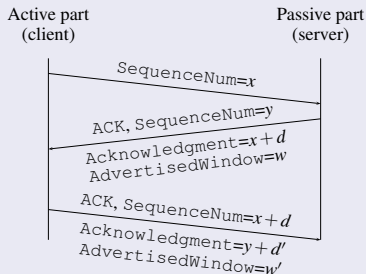 Active part
(client)
Passive part
(server)
SequenceNum=x
ACK, SequenceNum=y
Acknowledgment=x+d
AdvertisedWindow=w
ACK, SequenceNum=x+d
Acknowledgment=y+d′
AdvertisedWindow=w′